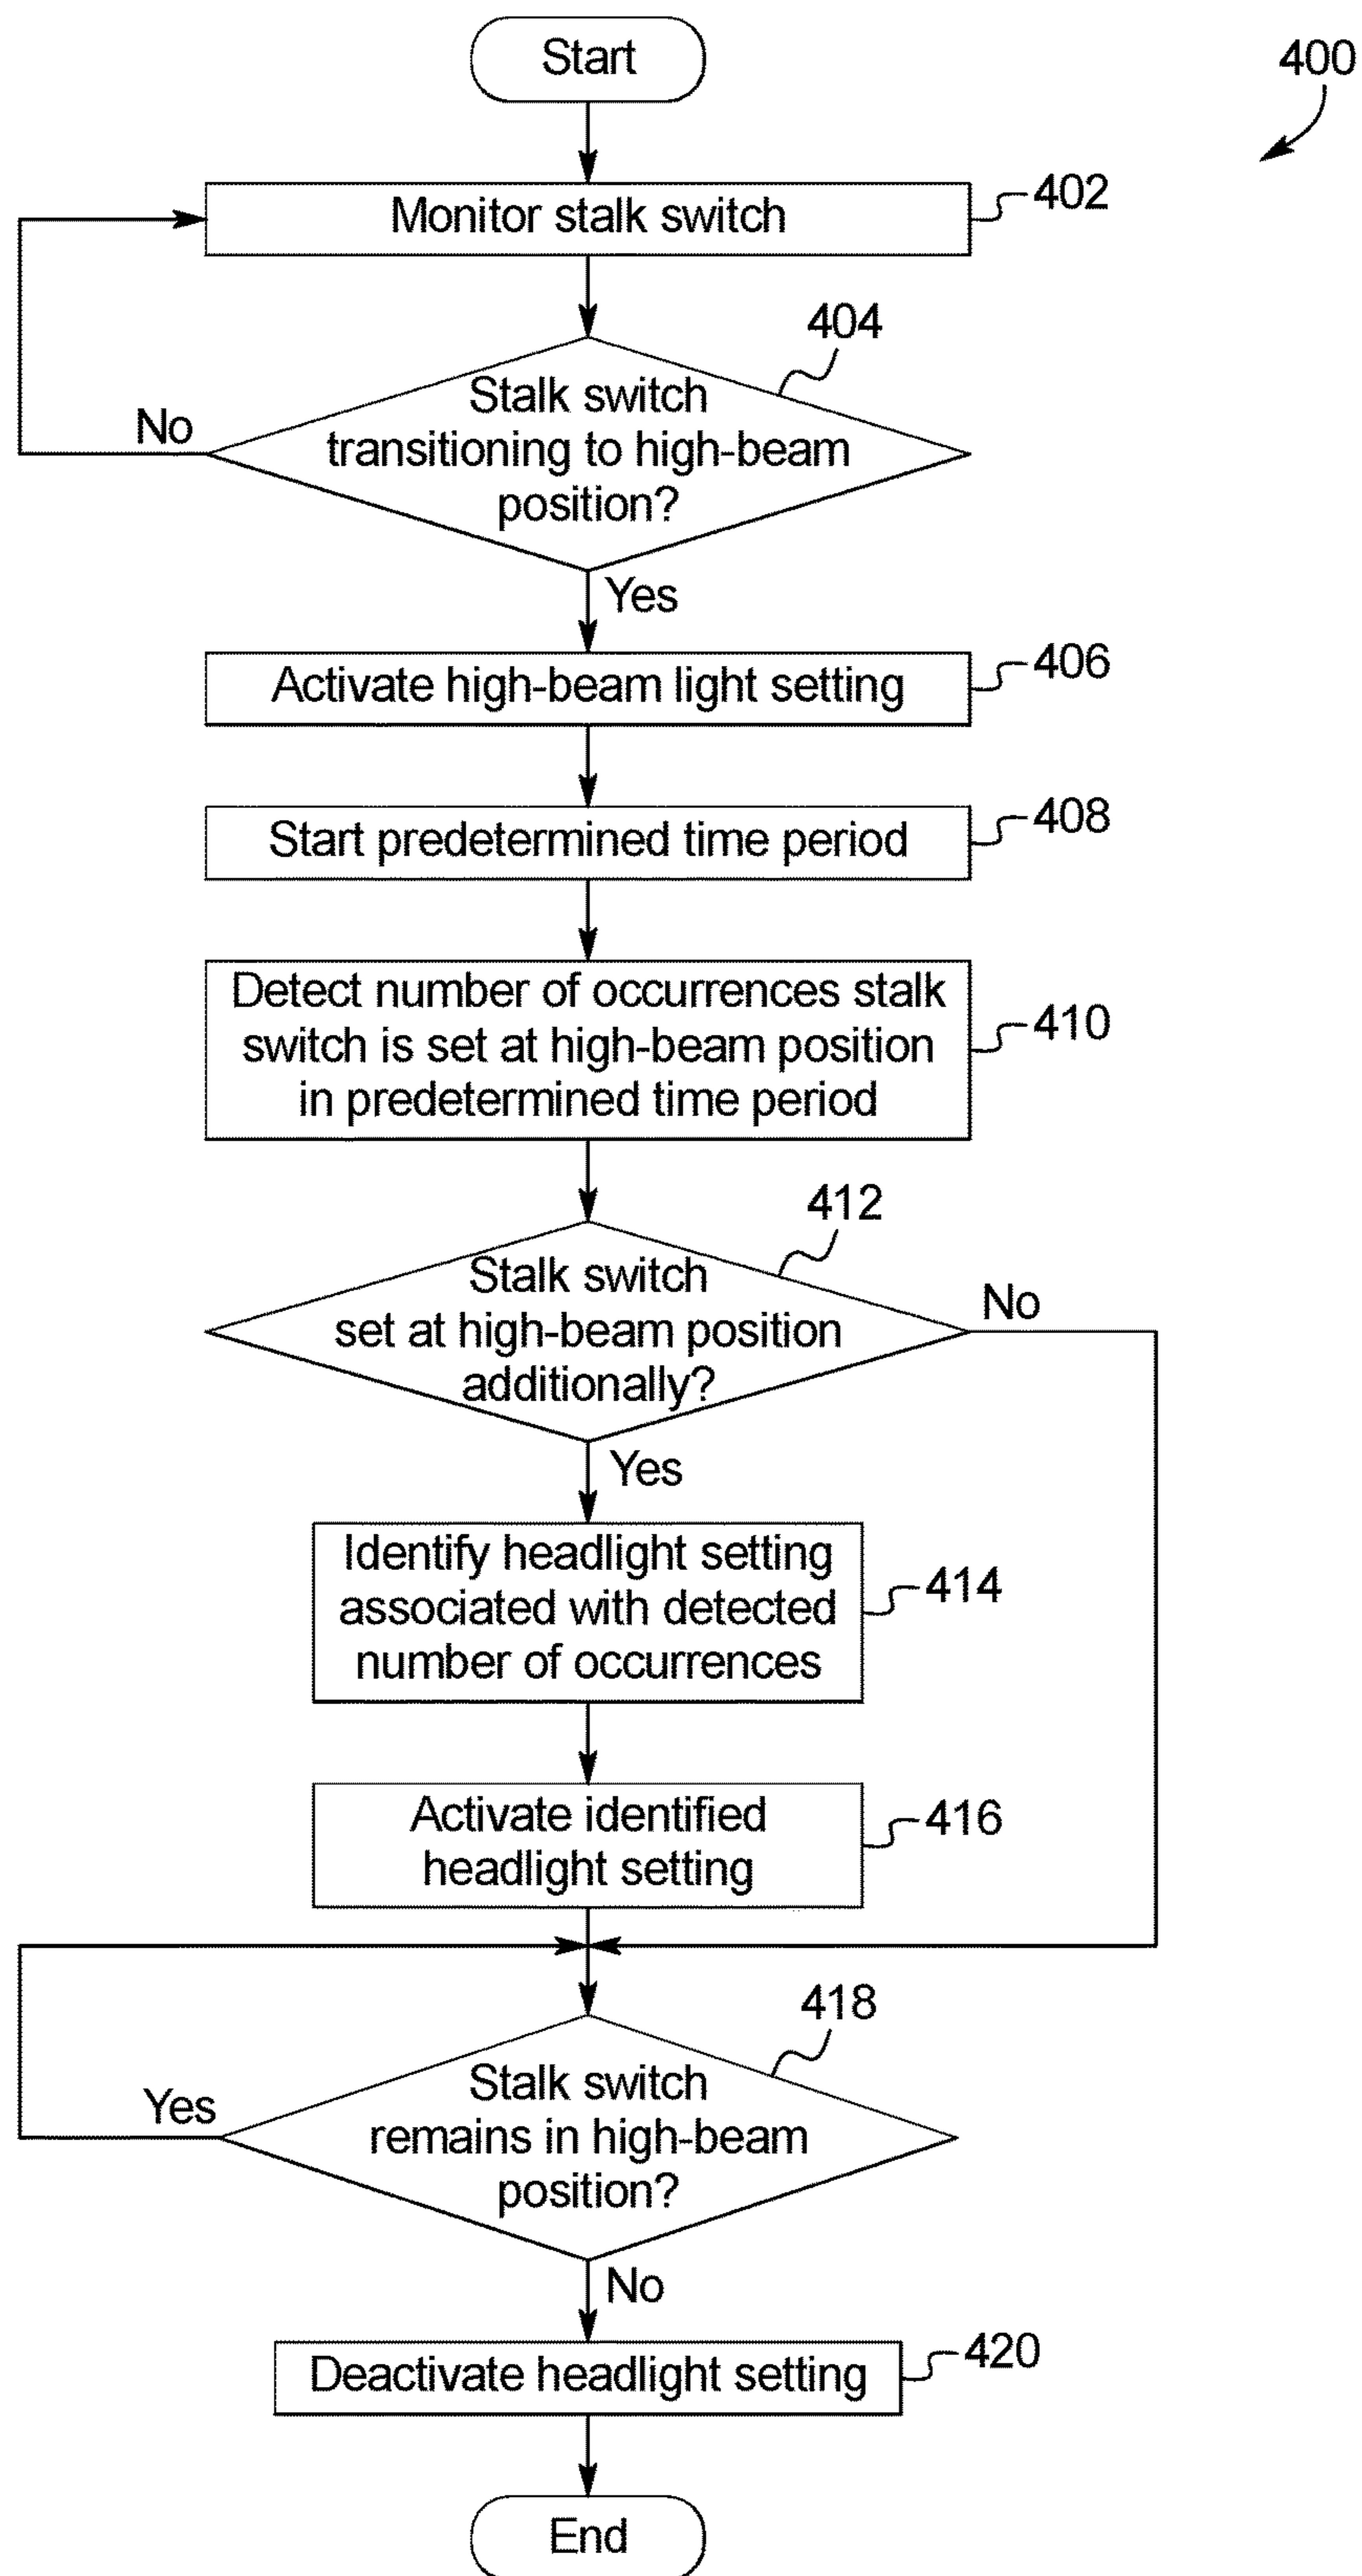 Start
400
Monitor stalk switch
402
404
Stalk switch
transitioning to high-beam
position?
No
Yes
Activate high-beam light setting
406
Start predetermined time period
408
Detect number of occurrences stalk
switch is set at high-beam position
in predetermined time period
410
412
Stalk switch
set at high-beam position
additionally?
No
Yes
Identify headlight setting
associated with detected
number of occurrences
414
Activate identified
headlight setting
416
418
Stalk switch
remains in high-beam
position?
Yes
No
Deactivate headlight setting
420
End